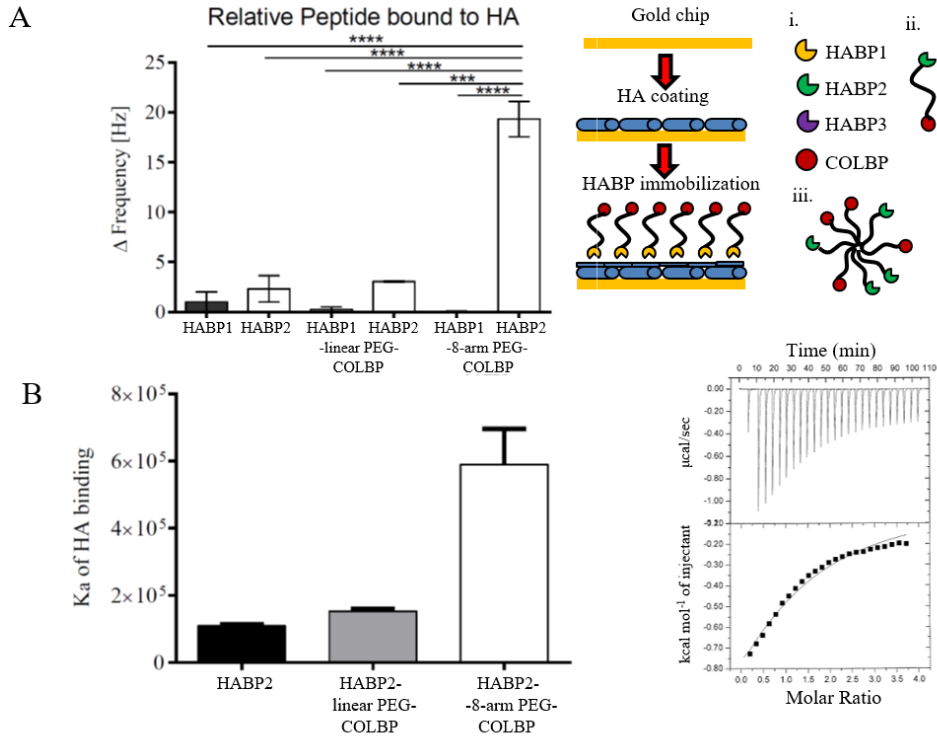 A
Relative Peptide bound to HA
****
****
****
***
****
25
20
15
10
5
0
Δ Frequency [Hz]
HABP1
HABP2
HABP1
HABP2
-linear PEG-
COLBP
HABP1
HABP2
-8-arm PEG-
COLBP
Gold chip
HA coating
HABP immobilization
i.
HABP1
HABP2
HABP3
COLBP
ii.
iii.
B
8×10⁵
6×10⁵
4×10⁵
2×10⁵
0
Ka of HA binding
HABP2
HABP2-
linear PEG-
COLBP
HABP2-
-8-arm PEG-
COLBP
Time (min)
0 10 20 30 40 50 60 70 80 90 100 110
0.00
-0.20
-0.40
-0.60
-0.80
-1.00
µcal/sec
-0.20
-0.30
-0.40
-0.50
-0.60
-0.70
-0.80
kcal mol⁻¹ of injectant
0.0 0.5 1.0 1.5 2.0 2.5 3.0 3.5 4.0
Molar Ratio